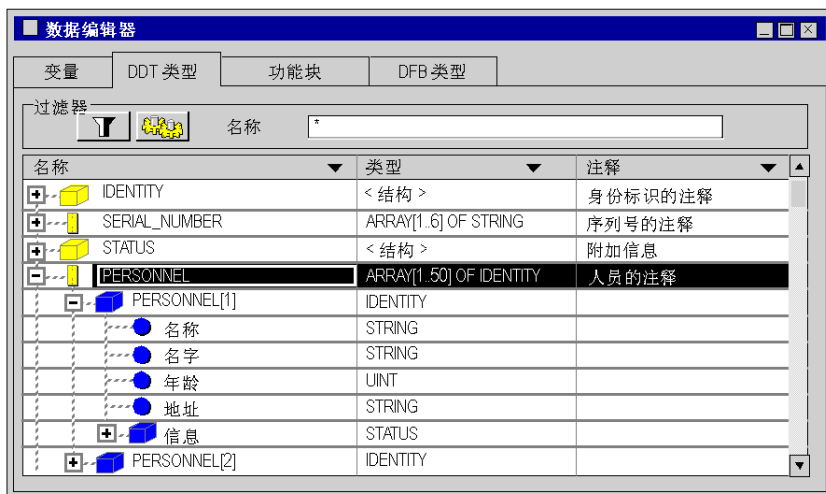 数据编辑器
变量 DDT 类型 功能块 DFB 类型
过滤器
名称 *
名称 类型 注释
IDENTITY <结构> 身份标识的注释
SERIAL_NUMBER ARRAY[1..6] OF STRING 序列号的注释
STATUS <结构> 附加信息
PERSONNEL ARRAY[1..50] OF IDENTITY 人员的注释
PERSONNEL[1] IDENTITY
名称 STRING
名字 STRING
年龄 UINT
地址 STRING
信息 STATUS
PERSONNEL[2] IDENTITY